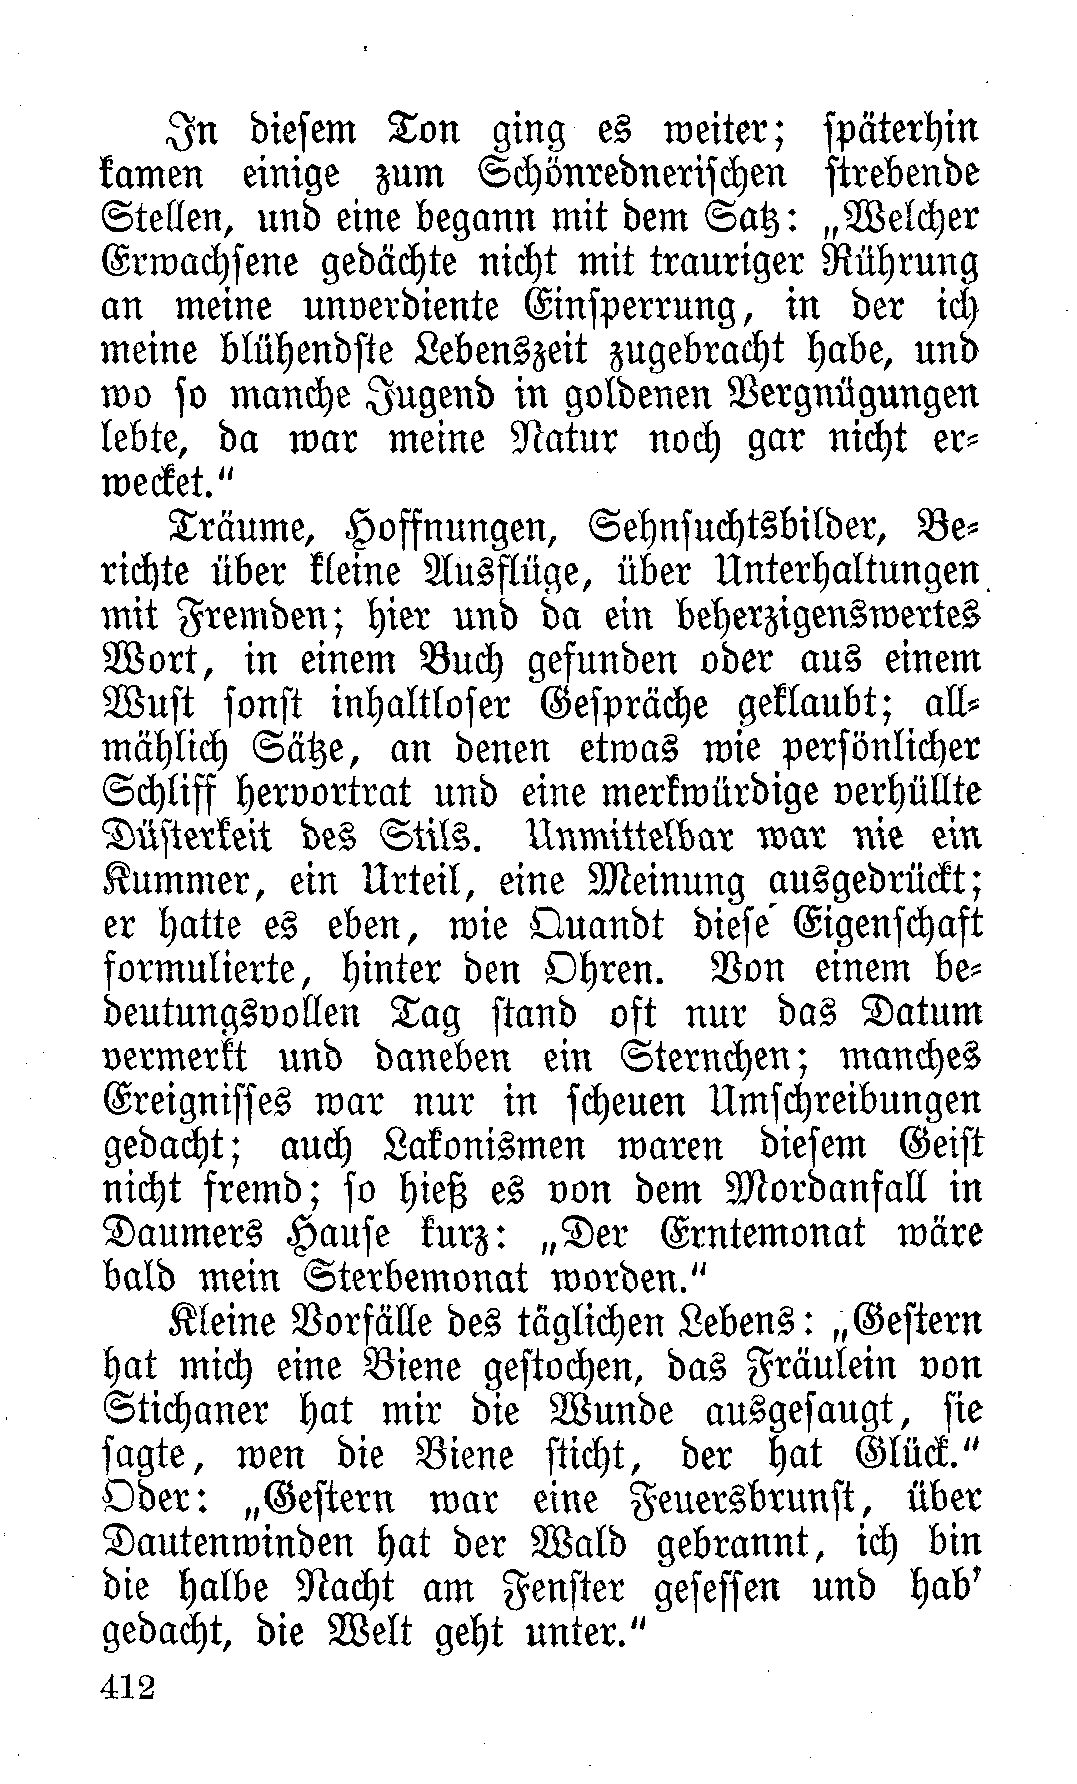 In diesem Ton ging es weiter; späterhin
kamen einige zum Schönrednerischen strebende
Stellen, und eine begann mit dem Satz: „Welcher
Erwachsene gedächte nicht mit trauriger Rührung
an meine unverdiente Einsperrung, in der ich
meine blühendste Lebenszeit zugebracht habe, und
wo so manche Jugend in goldenen Vergnügungen
lebte, da war meine Natur noch gar nicht er-
wecket.“
Träume, Hoffnungen, Sehnsuchtsbilder, Be-
richte über kleine Ausflüge, über Unterhaltungen
mit Fremden; hier und da ein beherzigenswertes
Wort, in einem Buch gefunden oder aus einem
Wust sonst inhaltloser Gespräche geklaubt; all-
mählich Sätze, an denen etwas wie persönlicher
Schliff hervortrat und eine merkwürdige verhüllte
Düsterkeit des Stils. Unmittelbar war nie ein
Kummer, ein Urteil, eine Meinung ausgedrückt;
er hatte es eben, wie Quandt diese Eigenschaft
formulierte, hinter den Ohren. Von einem be-
deutungsvollen Tag stand oft nur das Datum
vermerkt und daneben ein Sternchen; manches
Ereignisses war nur in scheuen Umschreibungen
gedacht; auch Lakonismen waren diesem Geist
nicht fremd; so hieß es von dem Mordanfall in
Daumers Hause kurz: „Der Erntemonat wäre
bald mein Sterbemonat worden.“
Kleine Vorfälle des täglichen Lebens: „Gestern
hat mich eine Biene gestochen, das Fräulein von
Stichaner hat mir die Wunde ausgesaugt, sie
sagte, wen die Biene sticht, der hat Glück.“
Oder: „Gestern war eine Feuersbrunst, über
Dautenwinden hat der Wald gebrannt, ich bin
die halbe Nacht am Fenster gesessen und hab’
gedacht, die Welt geht unter.“
412